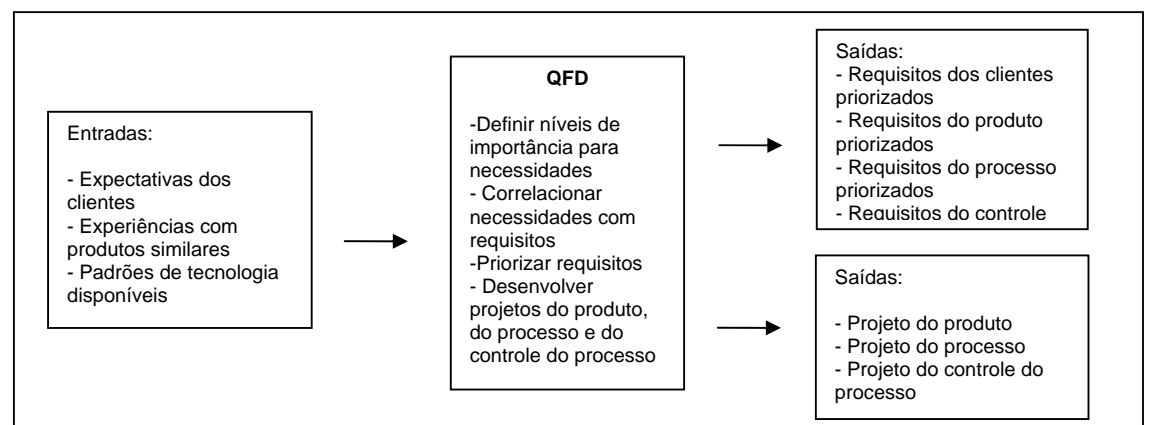 Entradas:
- Expectativas dos
clientes
- Experiências com
produtos similares
- Padrões de tecnologia
disponíveis
QFD
-Definir níveis de
importância para
necessidades
- Correlacionar
necessidades com
requisitos
-Priorizar requisitos
- Desenvolver
projetos do produto,
do processo e do
controle do processo
Saídas:
- Requisitos dos clientes
priorizados
- Requisitos do produto
priorizados
- Requisitos do processo
priorizados
- Requisitos do controle
Saídas:
- Projeto do produto
- Projeto do processo
- Projeto do controle do
processo